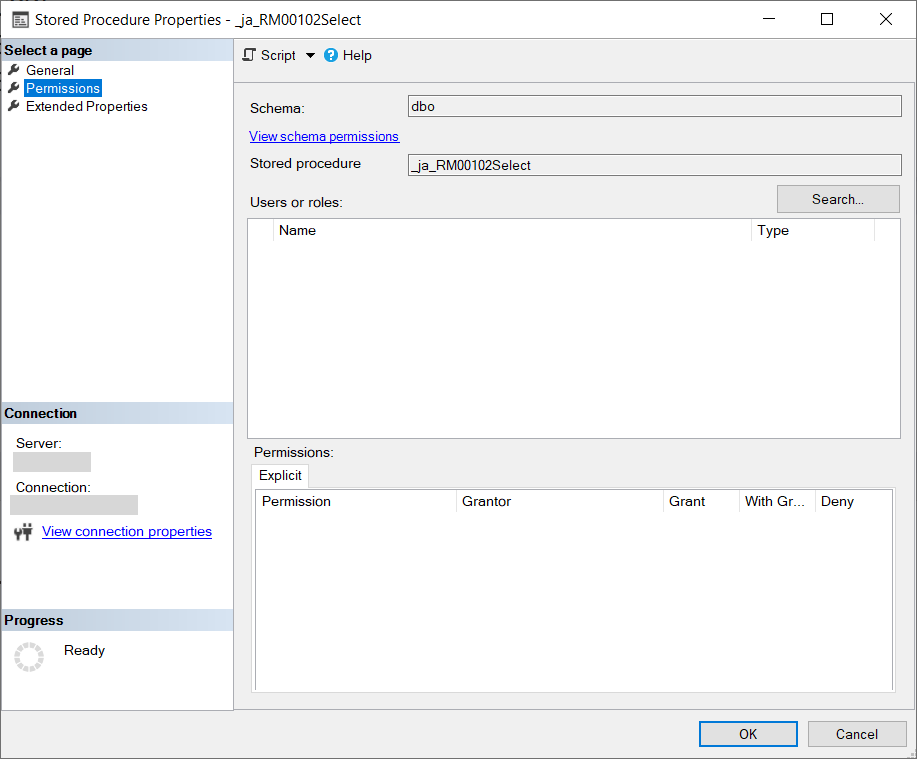 Stored Procedure Properties - _ja_RM00102Select
Select a page
General
Permissions
Extended Properties
Script
Help
Schema:
dbo
View schema permissions
Stored procedure
_ja_RM00102Select
Users or roles:
Search...
Name Type
Connection
Server:
Connection:
View connection properties
Progress
Ready
Permissions:
Explicit
Permission Grantor Grant With Gr... Deny
OK
Cancel